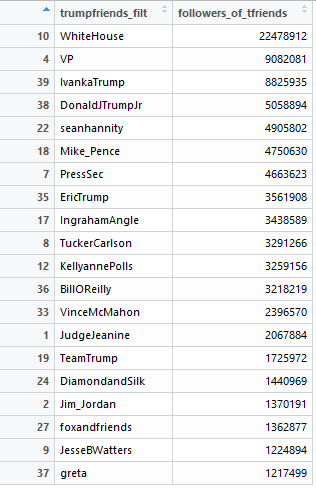 trumpfriends_filt followers_of_tfriends
10 WhiteHouse 22478912
4 VP 9082081
39 IvankaTrump 8825935
38 DonaldJTrumpJr 5058894
22 seanhannity 4905802
18 Mike_Pence 4750630
7 PressSec 4663623
35 EricTrump 3561908
17 IngrahamAngle 3438589
8 TuckerCarlson 3291266
12 KellyannePolls 3259156
36 BillOReilly 3218219
33 VinceMcMahon 2396570
1 JudgeJeanine 2067884
19 TeamTrump 1725972
24 DiamondandSilk 1440969
2 Jim_Jordan 1370191
27 foxandfriends 1362877
9 JesseBWatters 1224894
37 greta 1217499